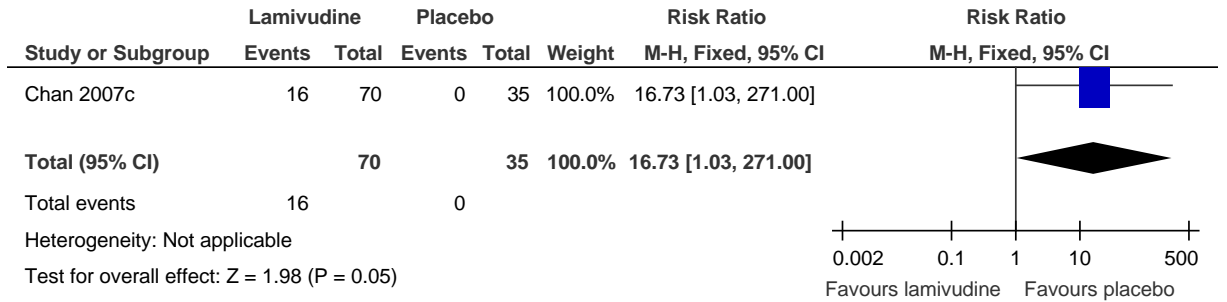 Lamivudine Placebo Risk Ratio Risk Ratio
Study or Subgroup Events Total Events Total Weight M-H, Fixed, 95% CI M-H, Fixed, 95% CI
Chan 2007c 16 70 0 35 100.0% 16.73 [1.03, 271.00]
Total (95% CI) 70 35 100.0% 16.73 [1.03, 271.00]
Total events 16 0
Heterogeneity: Not applicable
Test for overall effect: Z = 1.98 (P = 0.05)
0.002 0.1 1 10 500
Favours lamivudine Favours placebo